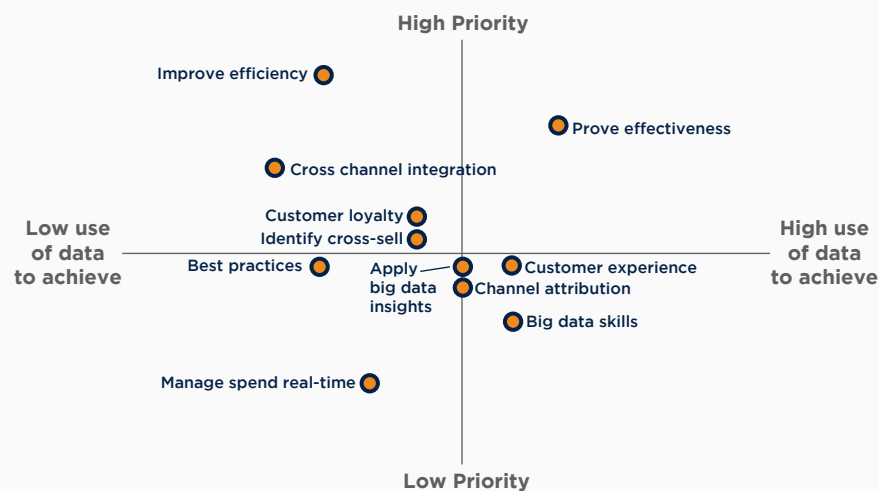 High Priority
Improve efficiency
Prove effectiveness
Cross channel integration
Customer loyalty
Identify cross-sell
Low use
of data
to achieve
High use
of data
to achieve
Best practices
Apply
big data
insights
Customer experience
Channel attribution
Big data skills
Manage spend real-time
Low Priority